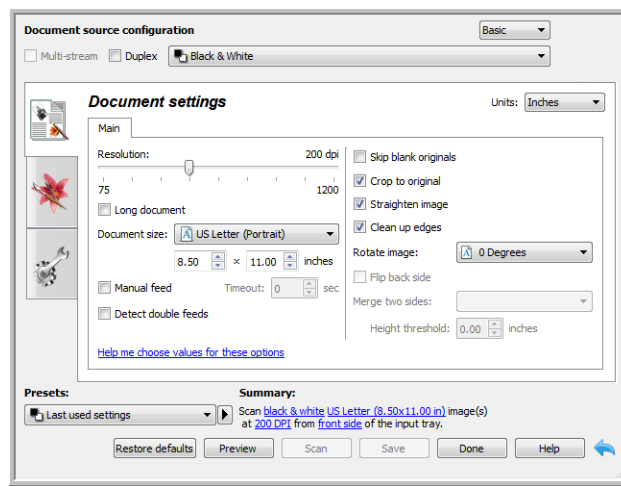 Document source configuration Basic
Multi-stream Duplex Black & White
Document settings Units: Inches
Main
Resolution: 200 dpi
75 1200
Long document
Document size: US Letter (Portrait)
8.50 × 11.00 inches
Manual feed Timeout: 0 sec
Detect double feeds
Help me choose values for these options
Skip blank originals
Crop to original
Straighten image
Clean up edges
Rotate image: 0 Degrees
Flip back side
Merge two sides:
Height threshold: 0.00 inches
Presets:
Last used settings
Summary:
Scan black & white US Letter (8.50x11.00 in) image(s)
at 200 DPI from front side of the input tray.
Restore defaults Preview Scan Save Done Help